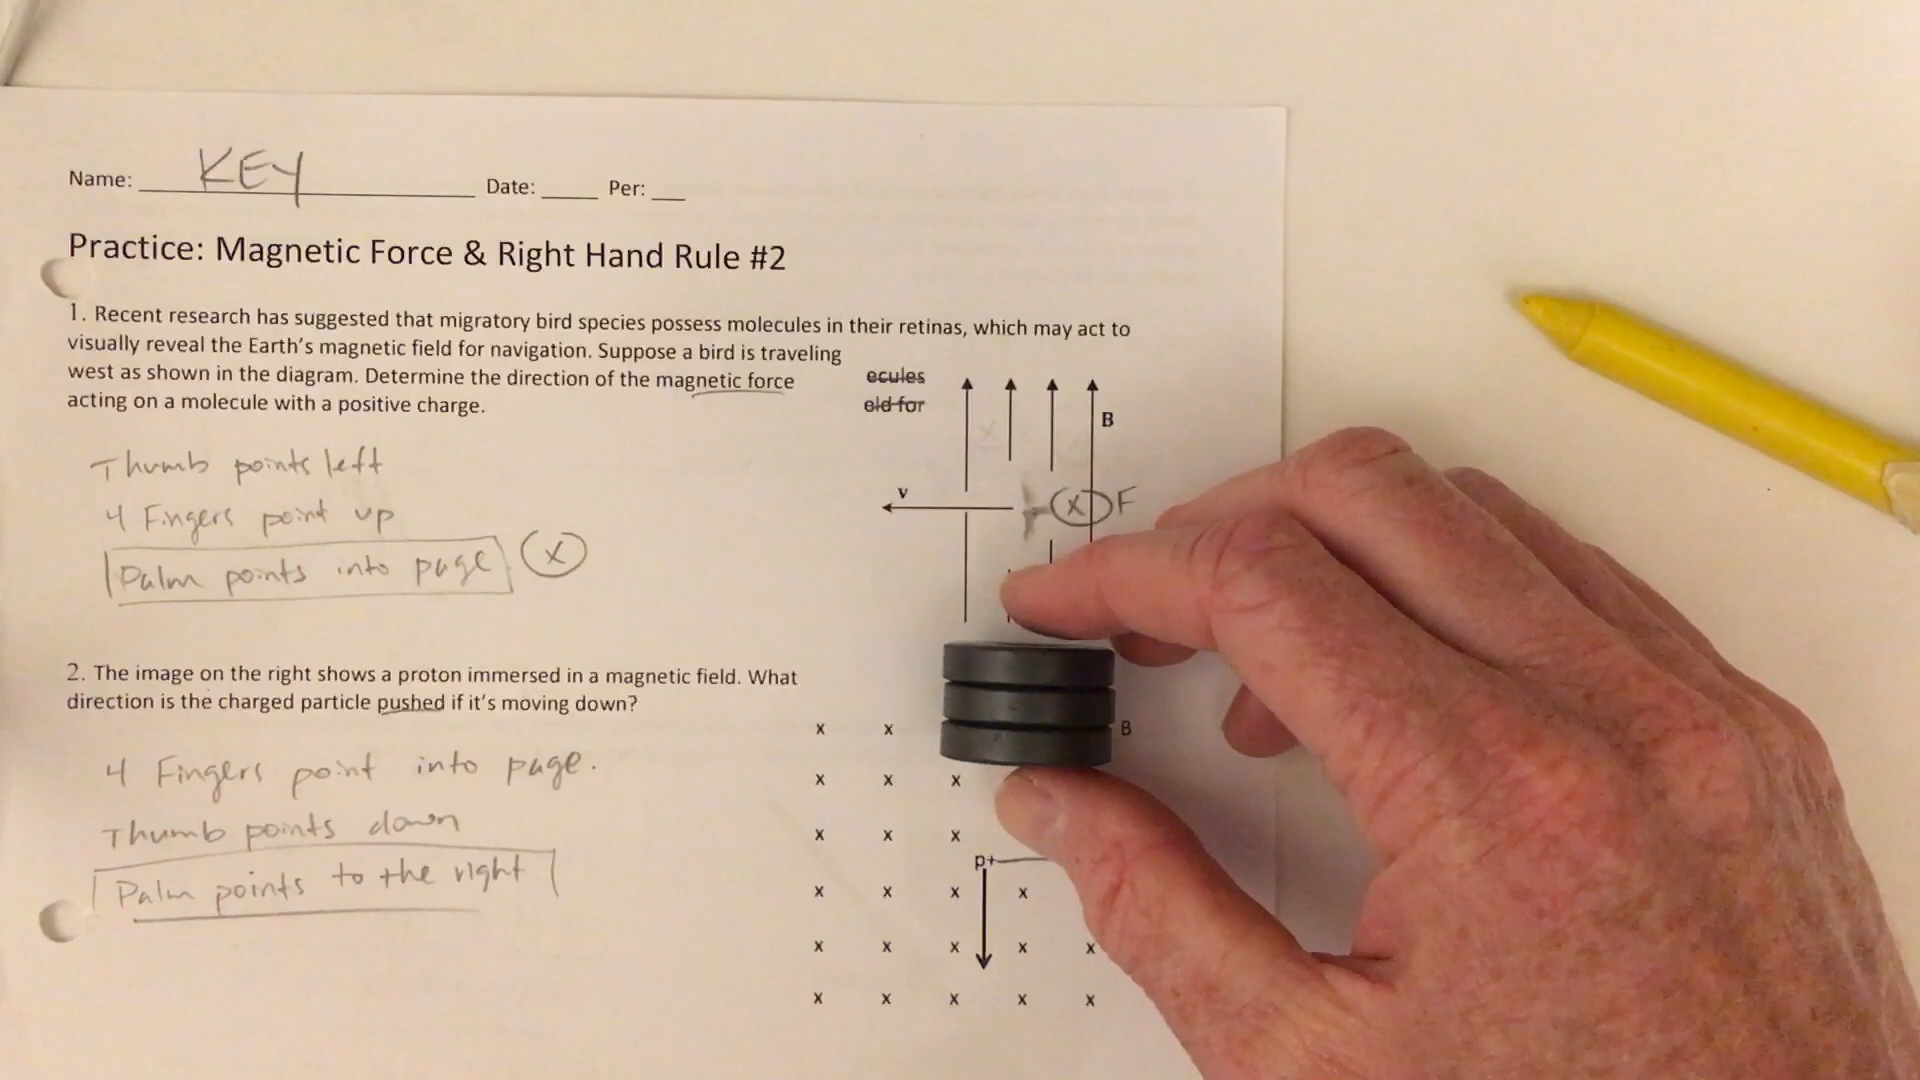 Name: KEY Date: ____ Per: __
Practice: Magnetic Force & Right Hand Rule #2
1. Recent research has suggested that migratory bird species possess molecules in their retinas, which may act to
visually reveal the Earth's magnetic field for navigation. Suppose a bird is traveling
west as shown in the diagram. Determine the direction of the magnetic force
acting on a molecule with a positive charge.
ecules
eld for
B
Thumb points left
4 Fingers point up
Palm points into page (x)
v
(x) F
2. The image on the right shows a proton immersed in a magnetic field. What
direction is the charged particle pushed if it's moving down?
4 Fingers point into page.
Thumb points down
Palm points to the right
x x B
x x x
x x x
p+
x x x x
x x x x x
x x x x x